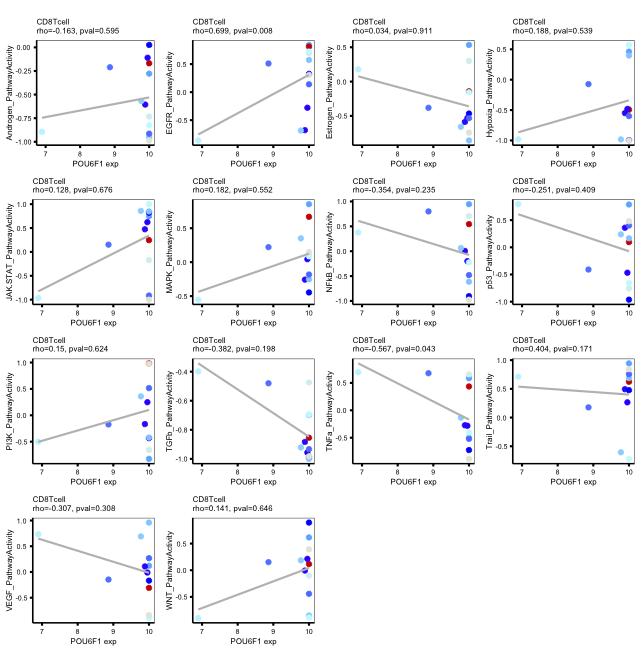 CD8Tcell
rho=-0.163, pval=0.595
Androgen_PathwayActivity
0.00
-0.25
-0.50
-0.75
-1.00
7
8
9
10
POU6F1 exp
CD8Tcell
rho=0.699, pval=0.008
EGFR_PathwayActivity
0.5
0.0
-0.5
7
8
9
10
POU6F1 exp
CD8Tcell
rho=0.034, pval=0.911
Estrogen_PathwayActivity
0.5
0.0
-0.5
7
8
9
10
POU6F1 exp
CD8Tcell
rho=0.188, pval=0.539
Hypoxia_PathwayActivity
0.5
0.0
-0.5
-1.0
7
8
9
10
POU6F1 exp
CD8Tcell
rho=0.128, pval=0.676
JAK-STAT_PathwayActivity
1.0
0.5
0.0
-0.5
-1.0
7
8
9
10
POU6F1 exp
CD8Tcell
rho=0.182, pval=0.552
MAPK_PathwayActivity
0.5
0.0
-0.5
7
8
9
10
POU6F1 exp
CD8Tcell
rho=-0.354, pval=0.235
NFkB_PathwayActivity
1.0
0.5
0.0
-0.5
-1.0
7
8
9
10
POU6F1 exp
CD8Tcell
rho=-0.251, pval=0.409
p53_PathwayActivity
0.5
0.0
-0.5
-1.0
7
8
9
10
POU6F1 exp
CD8Tcell
rho=0.15, pval=0.624
PI3K_PathwayActivity
1.0
0.5
0.0
-0.5
7
8
9
10
POU6F1 exp
CD8Tcell
rho=-0.382, pval=0.198
TGFb_PathwayActivity
-0.4
-0.6
-0.8
-1.0
7
8
9
10
POU6F1 exp
CD8Tcell
rho=-0.567, pval=0.043
TNFa_PathwayActivity
0.5
0.0
-0.5
7
8
9
10
POU6F1 exp
CD8Tcell
rho=0.404, pval=0.171
Trail_PathwayActivity
0.5
0.0
-0.5
7
8
9
10
POU6F1 exp
CD8Tcell
rho=-0.307, pval=0.308
VEGF_PathwayActivity
1.0
0.5
0.0
-0.5
7
8
9
10
POU6F1 exp
CD8Tcell
rho=0.141, pval=0.646
WNT_PathwayActivity
0.5
0.0
-0.5
7
8
9
10
POU6F1 exp